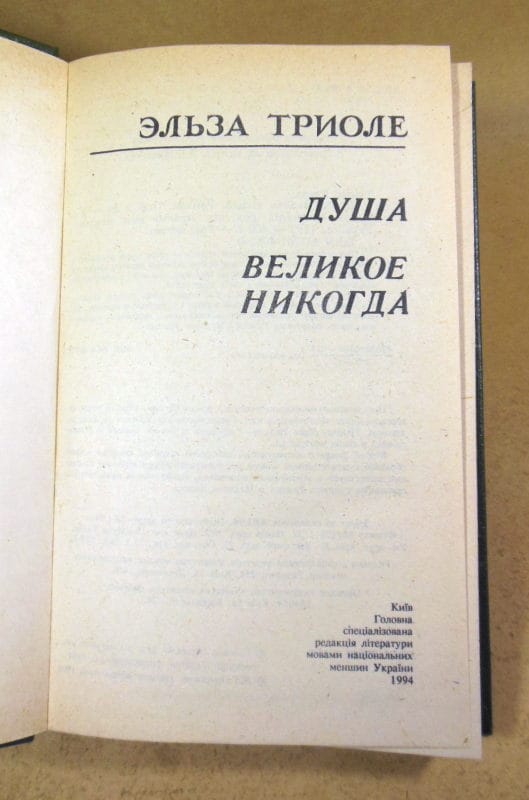 ЭЛЬЗА ТРИОЛЕ
ДУША
ВЕЛИКОЕ
НИКОГДА
Київ
Головна
спеціалізована
редакція літератури
мовами національних
меншин України
1994